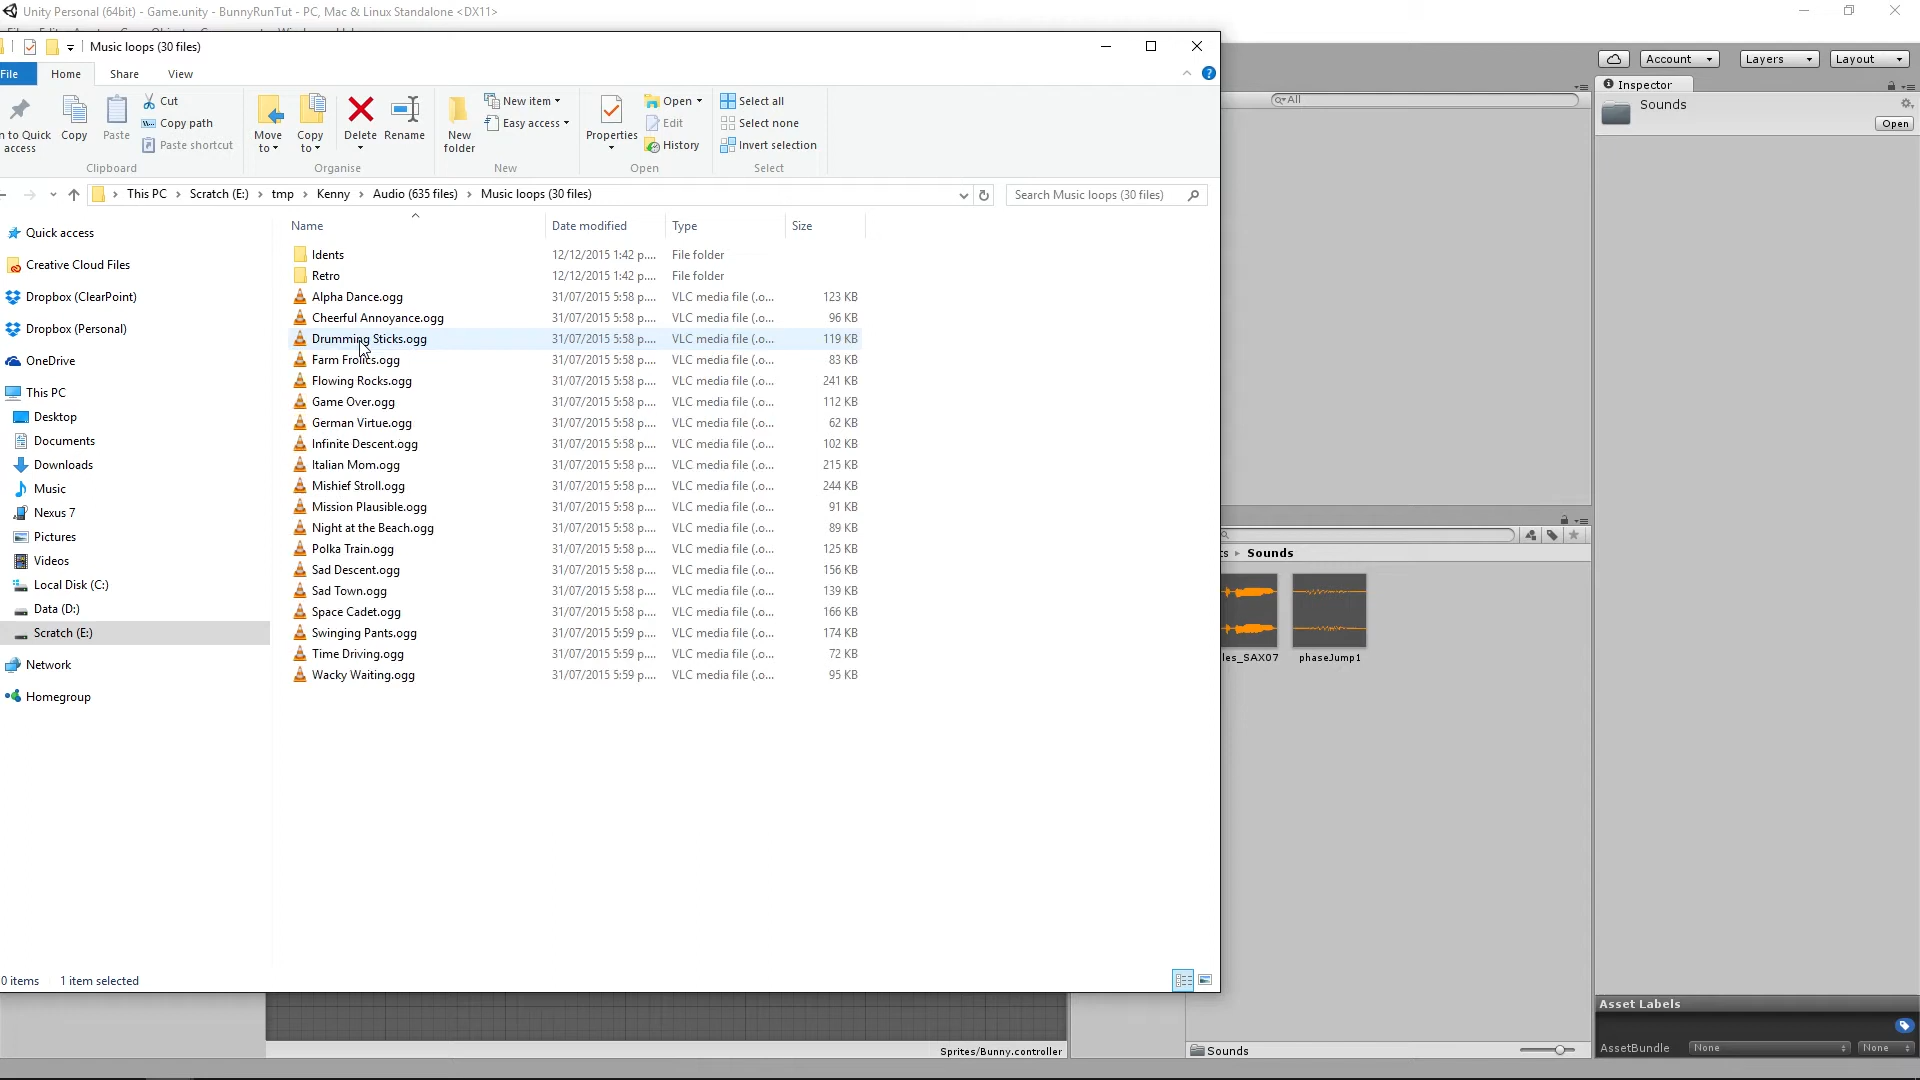 Unity Personal (64bit) - Game.unity - BunnyRunTut - PC, Mac & Linux Standalone <DX11>
Music loops (30 files)
File Home Share View
Account Layers Layout
Inspector
Sounds
Open
All
n to Quick access
Copy
Paste
Cut
Copy path
Paste shortcut
Clipboard
Move to
Copy to
Delete
Rename
Organise
New folder
New item
Easy access
New
Properties
Open
Edit
History
Open
Select all
Select none
Invert selection
Select
This PC > Scratch (E:) > tmp > Kenny > Audio (635 files) > Music loops (30 files)
Search Music loops (30 files)
Quick access
Creative Cloud Files
Dropbox (ClearPoint)
Dropbox (Personal)
OneDrive
This PC
Desktop
Documents
Downloads
Music
Nexus 7
Pictures
Videos
Local Disk (C:)
Data (D:)
Scratch (E:)
Network
Homegroup
Name Date modified Type Size
Idents 12/12/2015 1:42 p.... File folder
Retro 12/12/2015 1:42 p.... File folder
Alpha Dance.ogg 31/07/2015 5:58 p.... VLC media file (.o... 123 KB
Cheerful Annoyance.ogg 31/07/2015 5:58 p.... VLC media file (.o... 96 KB
Drumming Sticks.ogg 31/07/2015 5:58 p.... VLC media file (.o... 119 KB
Farm Frolics.ogg 31/07/2015 5:58 p.... VLC media file (.o... 83 KB
Flowing Rocks.ogg 31/07/2015 5:58 p.... VLC media file (.o... 241 KB
Game Over.ogg 31/07/2015 5:58 p.... VLC media file (.o... 112 KB
German Virtue.ogg 31/07/2015 5:58 p.... VLC media file (.o... 62 KB
Infinite Descent.ogg 31/07/2015 5:58 p.... VLC media file (.o... 102 KB
Italian Mom.ogg 31/07/2015 5:58 p.... VLC media file (.o... 215 KB
Mishief Stroll.ogg 31/07/2015 5:58 p.... VLC media file (.o... 244 KB
Mission Plausible.ogg 31/07/2015 5:58 p.... VLC media file (.o... 91 KB
Night at the Beach.ogg 31/07/2015 5:58 p.... VLC media file (.o... 89 KB
Polka Train.ogg 31/07/2015 5:58 p.... VLC media file (.o... 125 KB
Sad Descent.ogg 31/07/2015 5:58 p.... VLC media file (.o... 156 KB
Sad Town.ogg 31/07/2015 5:58 p.... VLC media file (.o... 139 KB
Space Cadet.ogg 31/07/2015 5:58 p.... VLC media file (.o... 166 KB
Swinging Pants.ogg 31/07/2015 5:59 p.... VLC media file (.o... 174 KB
Time Driving.ogg 31/07/2015 5:59 p.... VLC media file (.o... 72 KB
Wacky Waiting.ogg 31/07/2015 5:59 p.... VLC media file (.o... 95 KB
0 items 1 item selected
ts > Sounds
les_SAX07 phaseJump1
Sprites/Bunny.controller
Sounds
Asset Labels
AssetBundle None None